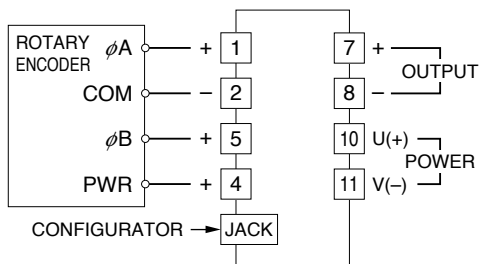 ROTARY
ENCODER
ϕA + 1
COM – 2
ϕB + 5
PWR + 4
CONFIGURATOR JACK
7 +
8 –
OUTPUT
10 U(+)
11 V(–)
POWER